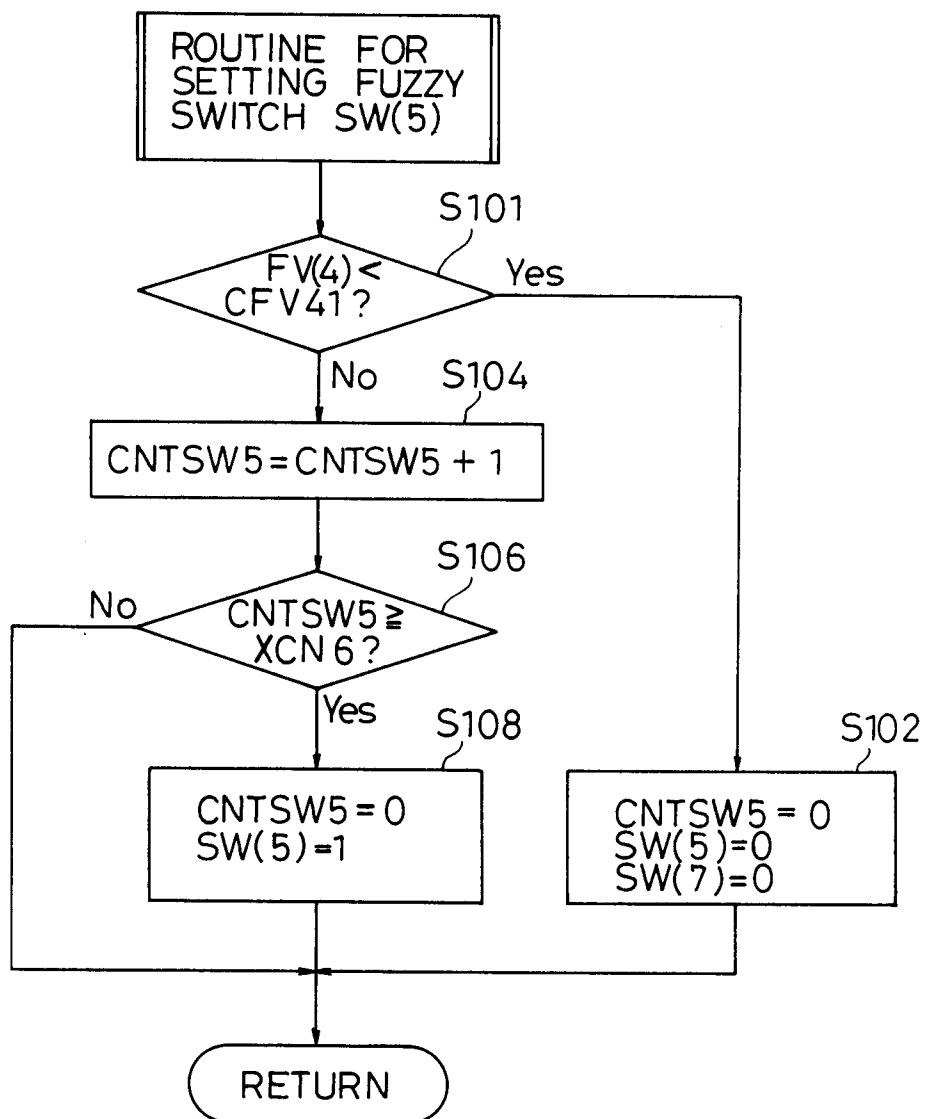 ROUTINE FOR
SETTING FUZZY
SWITCH SW(5)
S101
FV(4) <
CFV41?
Yes
No
S104
CNTSW5=CNTSW5 + 1
S106
No
CNTSW5≧
XCN6?
Yes
S108
CNTSW5=0
SW(5)=1
S102
CNTSW5=0
SW(5)=0
SW(7)=0
RETURN